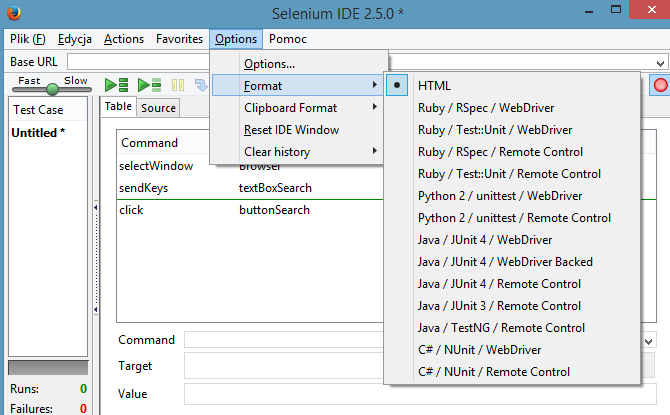 Selenium IDE 2.5.0 *
Plik (F) Edycja Actions Favorites Options Pomoc
Base URL
Fast Slow
Options...
Format
Clipboard Format
Reset IDE Window
Clear history
HTML
Ruby / RSpec / WebDriver
Ruby / Test::Unit / WebDriver
Ruby / RSpec / Remote Control
Ruby / Test::Unit / Remote Control
Python 2 / unittest / WebDriver
Python 2 / unittest / Remote Control
Java / JUnit 4 / WebDriver
Java / JUnit 4 / WebDriver Backed
Java / JUnit 4 / Remote Control
Java / JUnit 3 / Remote Control
Java / TestNG / Remote Control
C# / NUnit / WebDriver
C# / NUnit / Remote Control
Test Case
Untitled *
Table Source
Command
selectWindow Browser
sendKeys textBoxSearch
click buttonSearch
Command
Target
Value
Runs: 0
Failures: 0